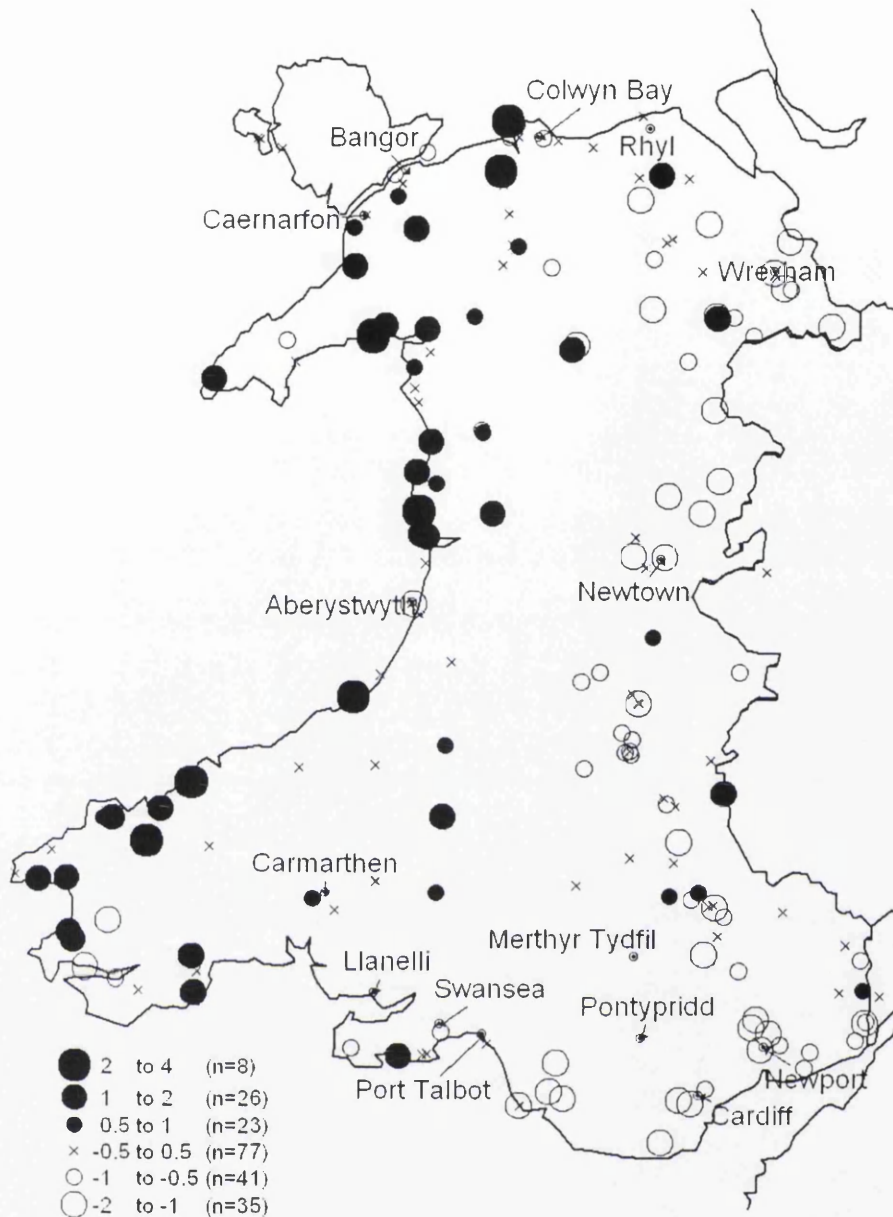 Colwyn Bay
Bangor
Rhyl
Caernarfon
Wrexham
Newtown
Aberystwyth
Carmarthen
Merthyr Tydfil
Llanelli
Swansea
Pontypridd
Port Talbot
Newport
Cardiff
2 to 4 (n=8)
1 to 2 (n=26)
0.5 to 1 (n=23)
-0.5 to 0.5 (n=77)
-1 to -0.5 (n=41)
-2 to -1 (n=35)